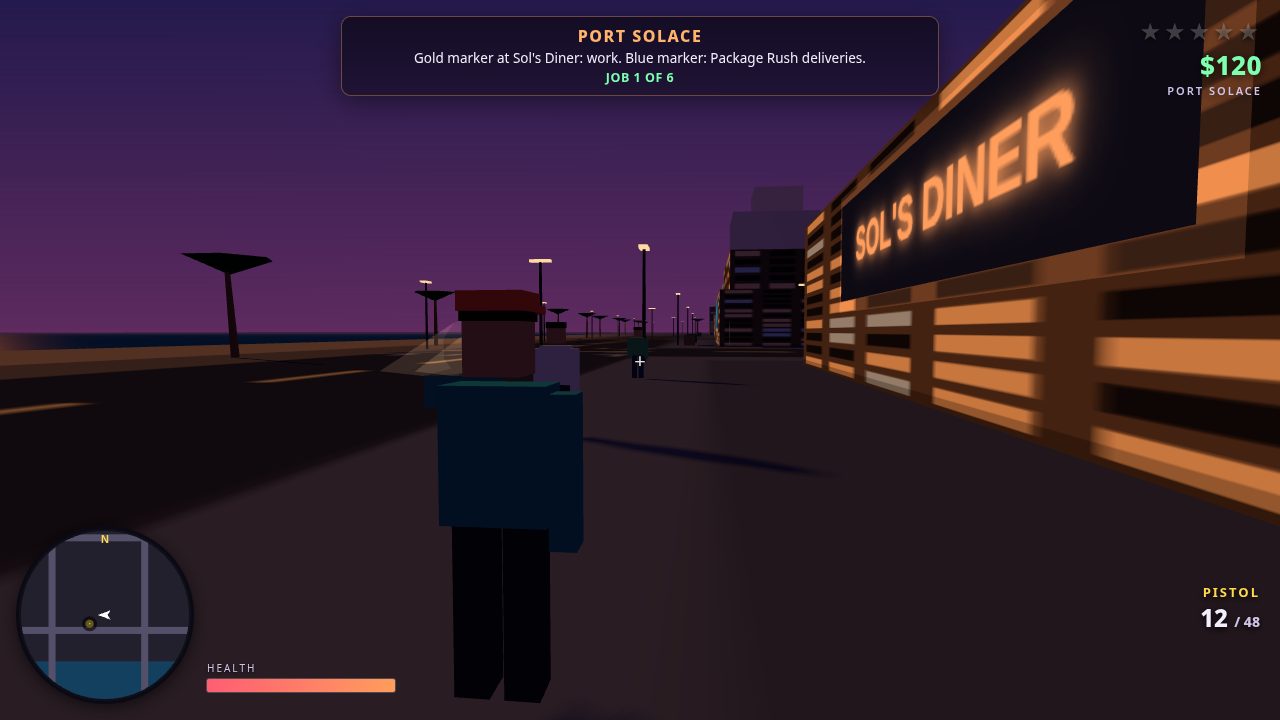 PORT SOLACE
Gold marker at Sol's Diner: work. Blue marker: Package Rush deliveries.
JOB 1 OF 6
$120
PORT SOLACE
SOL'S DINER
N
HEALTH
PISTOL
12 / 48